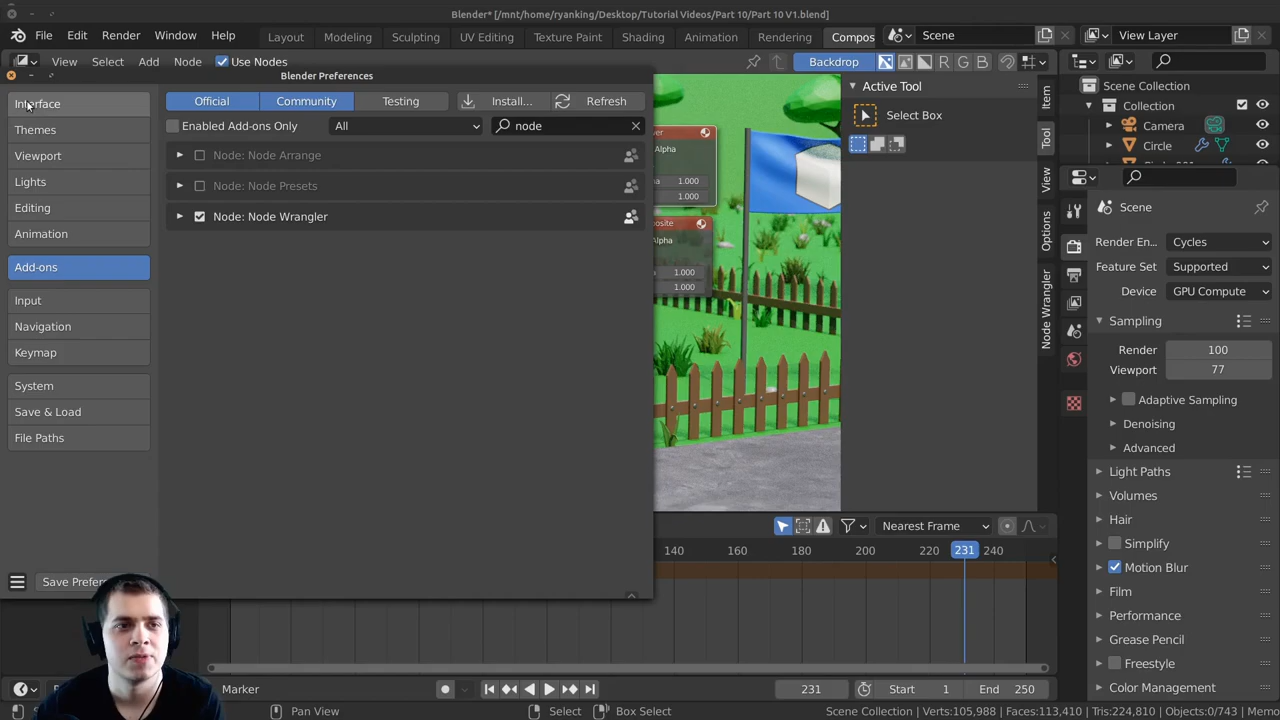 Blender* [/mnt/home/ryanking/Desktop/Tutorial Videos/Part 10/Part 10 V1.blend]
File Edit Render Window Help Layout Modeling Sculpting UV Editing Texture Paint Shading Animation Rendering Compos Scene View Layer
View Select Add Node Use Nodes Backdrop R G B
Blender Preferences
Interface
Themes
Viewport
Lights
Editing
Animation
Add-ons
Input
Navigation
Keymap
System
Save & Load
File Paths
Save Prefer
Official Community Testing Install... Refresh
Enabled Add-ons Only All node
Node: Node Arrange
Node: Node Presets
Node: Node Wrangler
Alpha
1.000
1.000
Alpha
1.000
1.000
Active Tool
Select Box
Item
Tool
View
Options
Node Wrangler
Scene Collection
Collection
Camera
Circle
Scene
Render En... Cycles
Feature Set Supported
Device GPU Compute
Sampling
Render 100
Viewport 77
Adaptive Sampling
Denoising
Advanced
Light Paths
Volumes
Hair
Simplify
Motion Blur
Film
Performance
Grease Pencil
Freestyle
Color Management
Nearest Frame
140 160 180 200 220 231 240
Marker 231 Start 1 End 250
Pan View Select Box Select Scene Collection | Verts:105,988 | Faces:113,410 | Tris:224,810 | Objects:0/743 | Memo